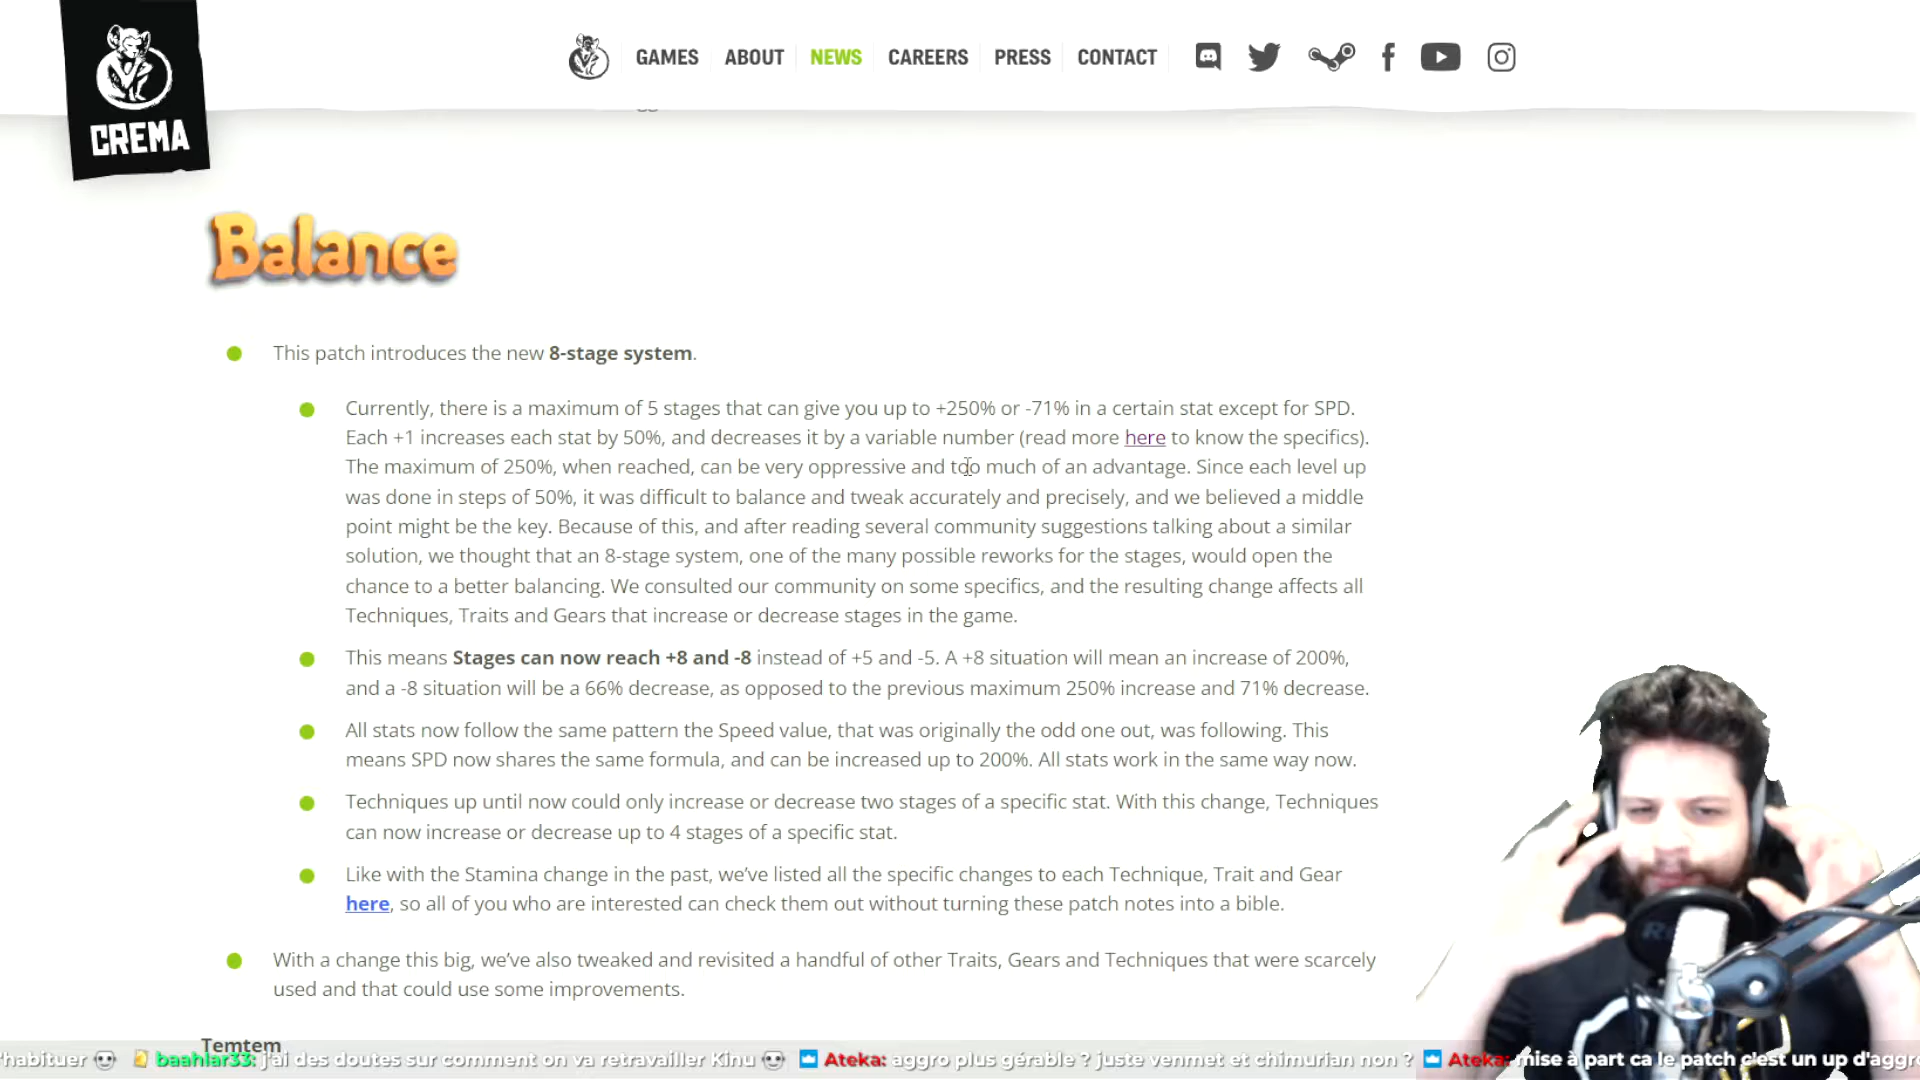 CREMA
GAMES
ABOUT
NEWS
CAREERS
PRESS
CONTACT
Balance
This patch introduces the new 8-stage system.
Currently, there is a maximum of 5 stages that can give you up to +250% or -71% in a certain stat except for SPD.
Each +1 increases each stat by 50%, and decreases it by a variable number (read more here to know the specifics).
The maximum of 250%, when reached, can be very oppressive and too much of an advantage. Since each level up
was done in steps of 50%, it was difficult to balance and tweak accurately and precisely, and we believed a middle
point might be the key. Because of this, and after reading several community suggestions talking about a similar
solution, we thought that an 8-stage system, one of the many possible reworks for the stages, would open the
chance to a better balancing. We consulted our community on some specifics, and the resulting change affects all
Techniques, Traits and Gears that increase or decrease stages in the game.
This means Stages can now reach +8 and -8 instead of +5 and -5. A +8 situation will mean an increase of 200%,
and a -8 situation will be a 66% decrease, as opposed to the previous maximum 250% increase and 71% decrease.
All stats now follow the same pattern the Speed value, that was originally the odd one out, was following. This
means SPD now shares the same formula, and can be increased up to 200%. All stats work in the same way now.
Techniques up until now could only increase or decrease two stages of a specific stat. With this change, Techniques
can now increase or decrease up to 4 stages of a specific stat.
Like with the Stamina change in the past, we've listed all the specific changes to each Technique, Trait and Gear
here, so all of you who are interested can check them out without turning these patch notes into a bible.
With a change this big, we've also tweaked and revisited a handful of other Traits, Gears and Techniques that were scarcely
used and that could use some improvements.
Temtem
'habituer baahlar33: j'ai des doutes sur comment on va retravailler Kinu Ateka: aggro plus gérable ? juste venmet et chimurian non ? Ateka: mise à part ca le patch c'est un up d'aggro